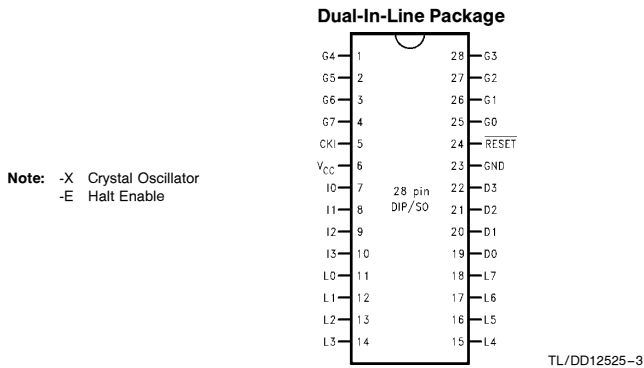 Dual-In-Line Package
G4 1 28 G3
G5 2 27 G2
G6 3 26 G1
G7 4 25 G0
CKI 5 24 RESET
VCC 6 23 GND
Note: -X Crystal Oscillator
-E Halt Enable
I0 7 28 pin 22 D3
I1 8 DIP/SO 21 D2
I2 9 20 D1
I3 10 19 D0
L0 11 18 L7
L1 12 17 L6
L2 13 16 L5
L3 14 15 L4
TL/DD12525–3